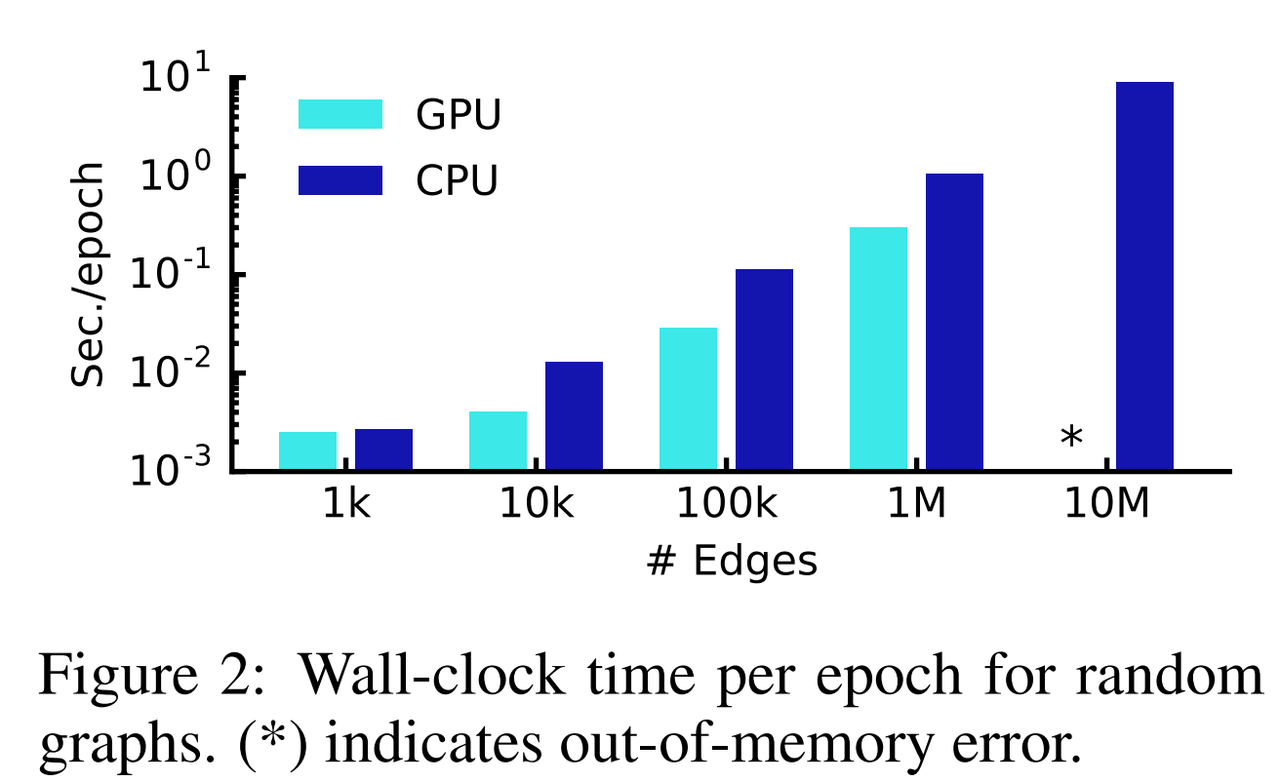 10^1
10^0
10^-1
10^-2
10^-3
Sec./epoch
GPU
CPU
*
1k 10k 100k 1M 10M
# Edges
Figure 2: Wall-clock time per epoch for random
graphs. (*) indicates out-of-memory error.